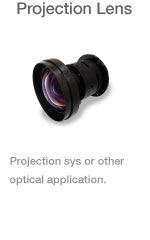 Projection Lens
Projection sys or other
optical application.